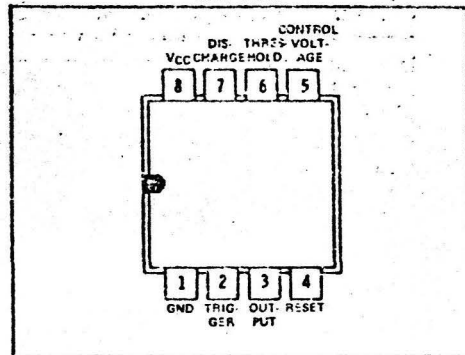 CONTROL
DIS- THRES- VOLT-
VCC CHARGE HOLD AGE
8 7 6 5
1 2 3 4
GND TRIG- OUT- RESET
GER PUT